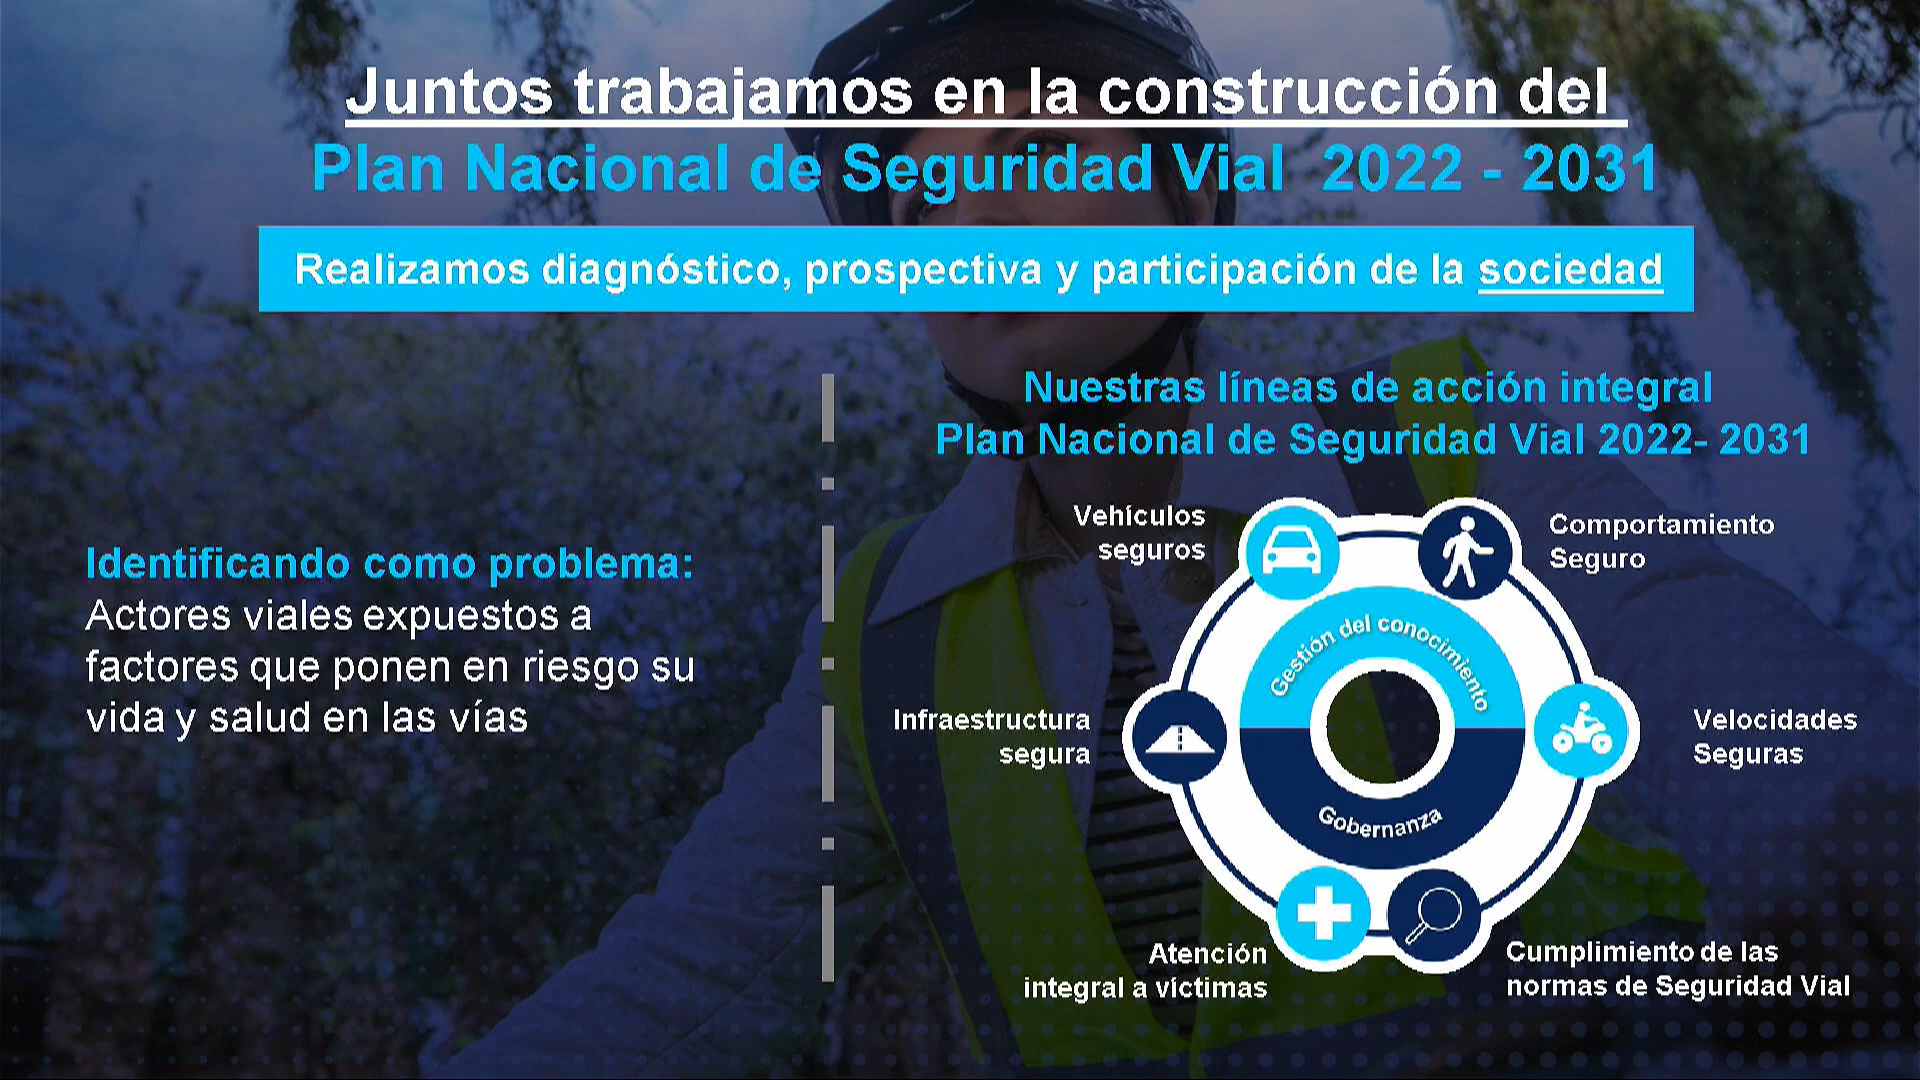 Juntos trabajamos en la construcción del
Plan Nacional de Seguridad Vial 2022 - 2031
Realizamos diagnóstico, prospectiva y participación de la sociedad
Identificando como problema:
Actores viales expuestos a
factores que ponen en riesgo su
vida y salud en las vías
Nuestras líneas de acción integral
Plan Nacional de Seguridad Vial 2022- 2031
Vehículos
seguros
Comportamiento
Seguro
Gestión del conocimiento
Infraestructura
segura
Velocidades
Seguras
Gobernanza
Atención
integral a víctimas
Cumplimiento de las
normas de Seguridad Vial